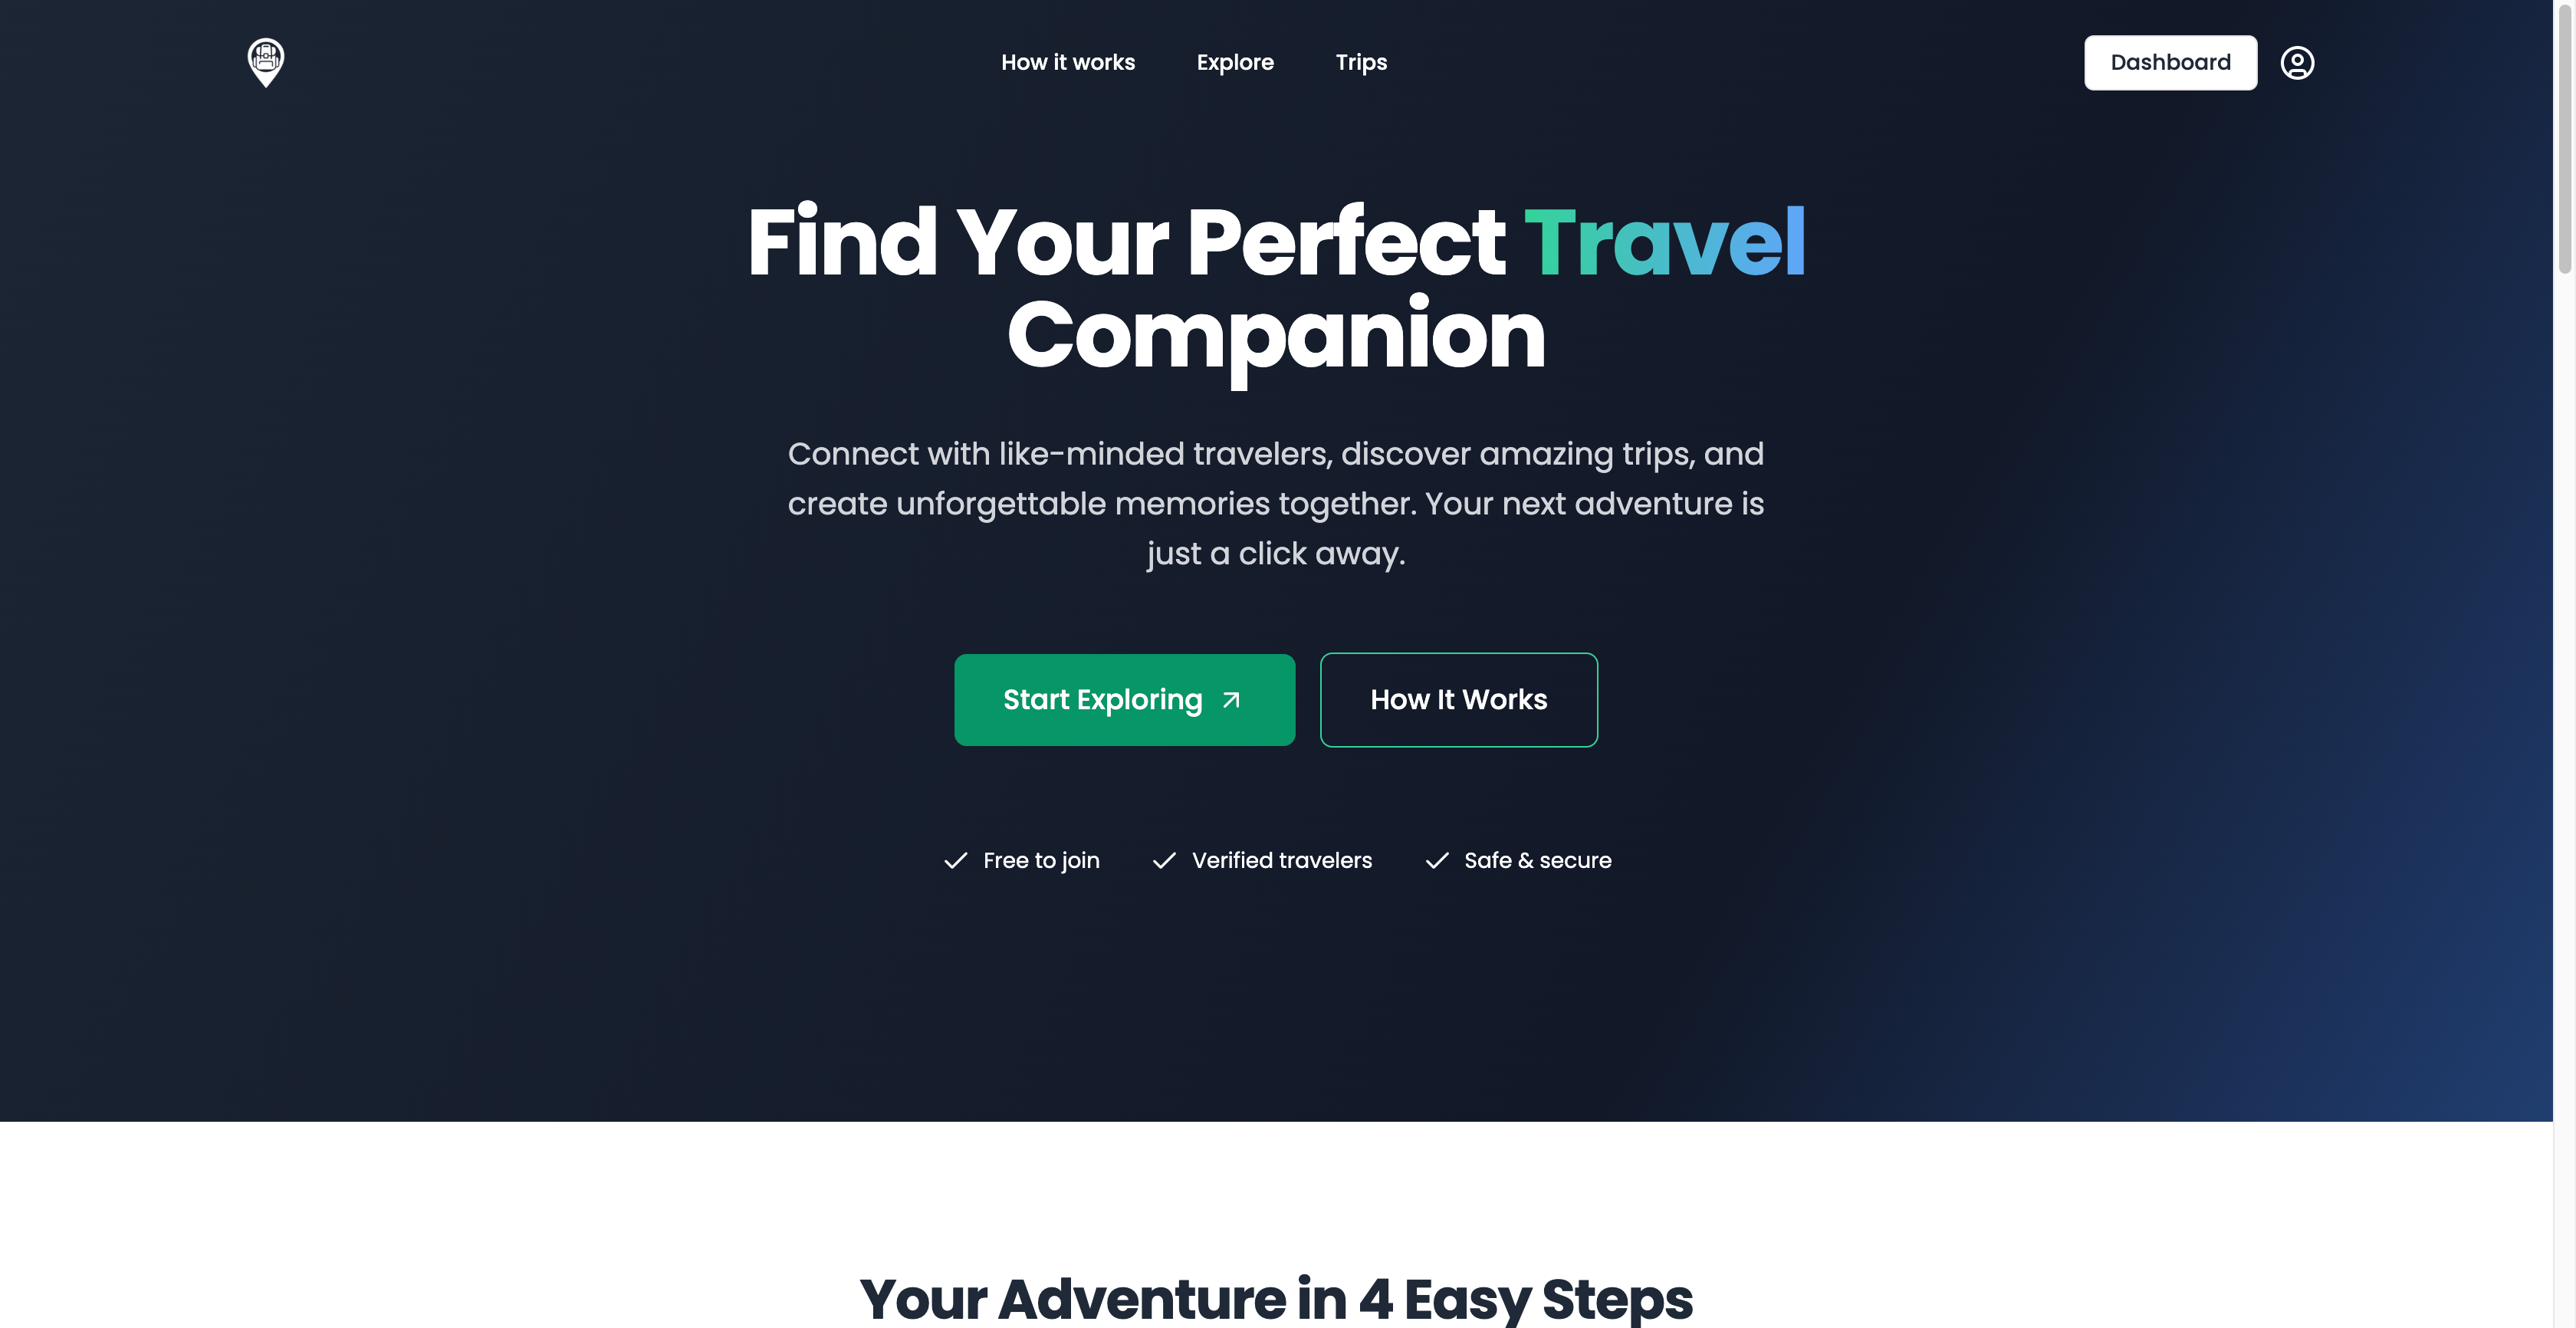 How it works
Explore
Trips
Dashboard
Find Your Perfect Travel
Companion
Connect with like-minded travelers, discover amazing trips, and
create unforgettable memories together. Your next adventure is
just a click away.
Start Exploring
How It Works
Free to join
Verified travelers
Safe & secure
Your Adventure in 4 Easy Steps